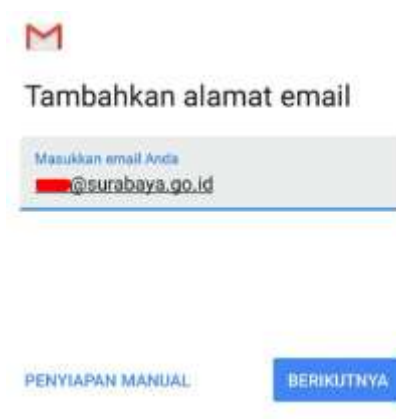 Tambahkan alamat email
Masukkan email Anda
@surabaya.go.id
PENYIAPAN MANUAL
BERIKUTNYA